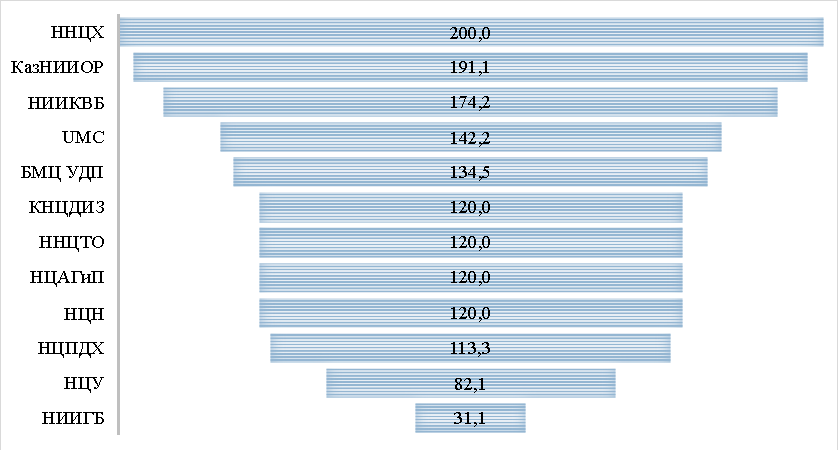 ННЦХ 200,0
КазНИИОР 191,1
НИИКВБ 174,2
UMC 142,2
БМЦ УДП 134,5
КНЦДИЗ 120,0
ННЦТО 120,0
НЦАГиП 120,0
НЦН 120,0
НЦПДХ 113,3
НЦУ 82,1
НИИГБ 31,1